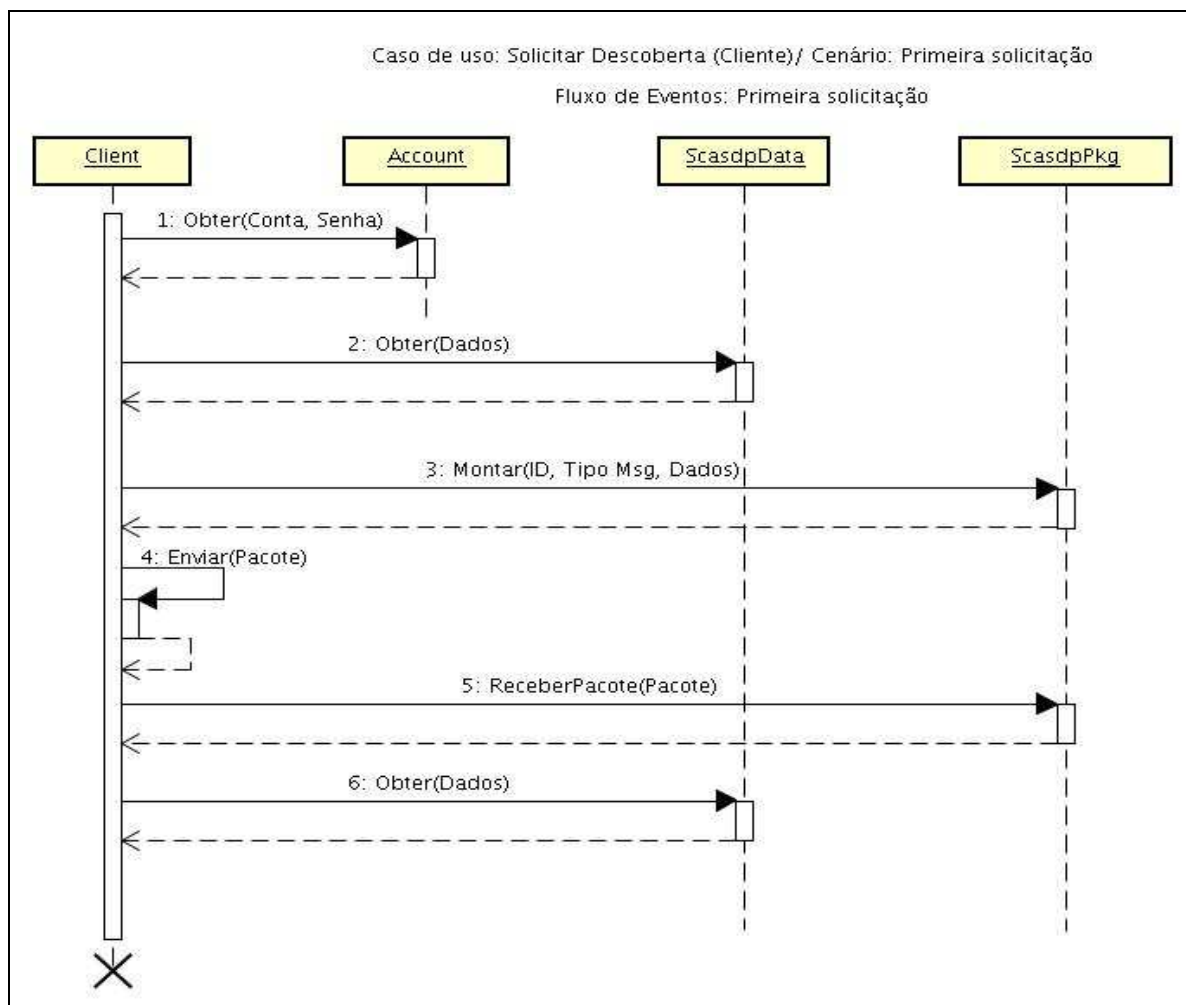 Caso de uso: Solicitar Descoberta (Cliente)/ Cenário: Primeira solicitação
Fluxo de Eventos: Primeira solicitação
Client
Account
ScasdpData
ScasdpPkg
1: Obter(Conta, Senha)
2: Obter(Dados)
3: Montar(ID, Tipo Msg, Dados)
4: Enviar(Pacote)
5: ReceberPacote(Pacote)
6: Obter(Dados)